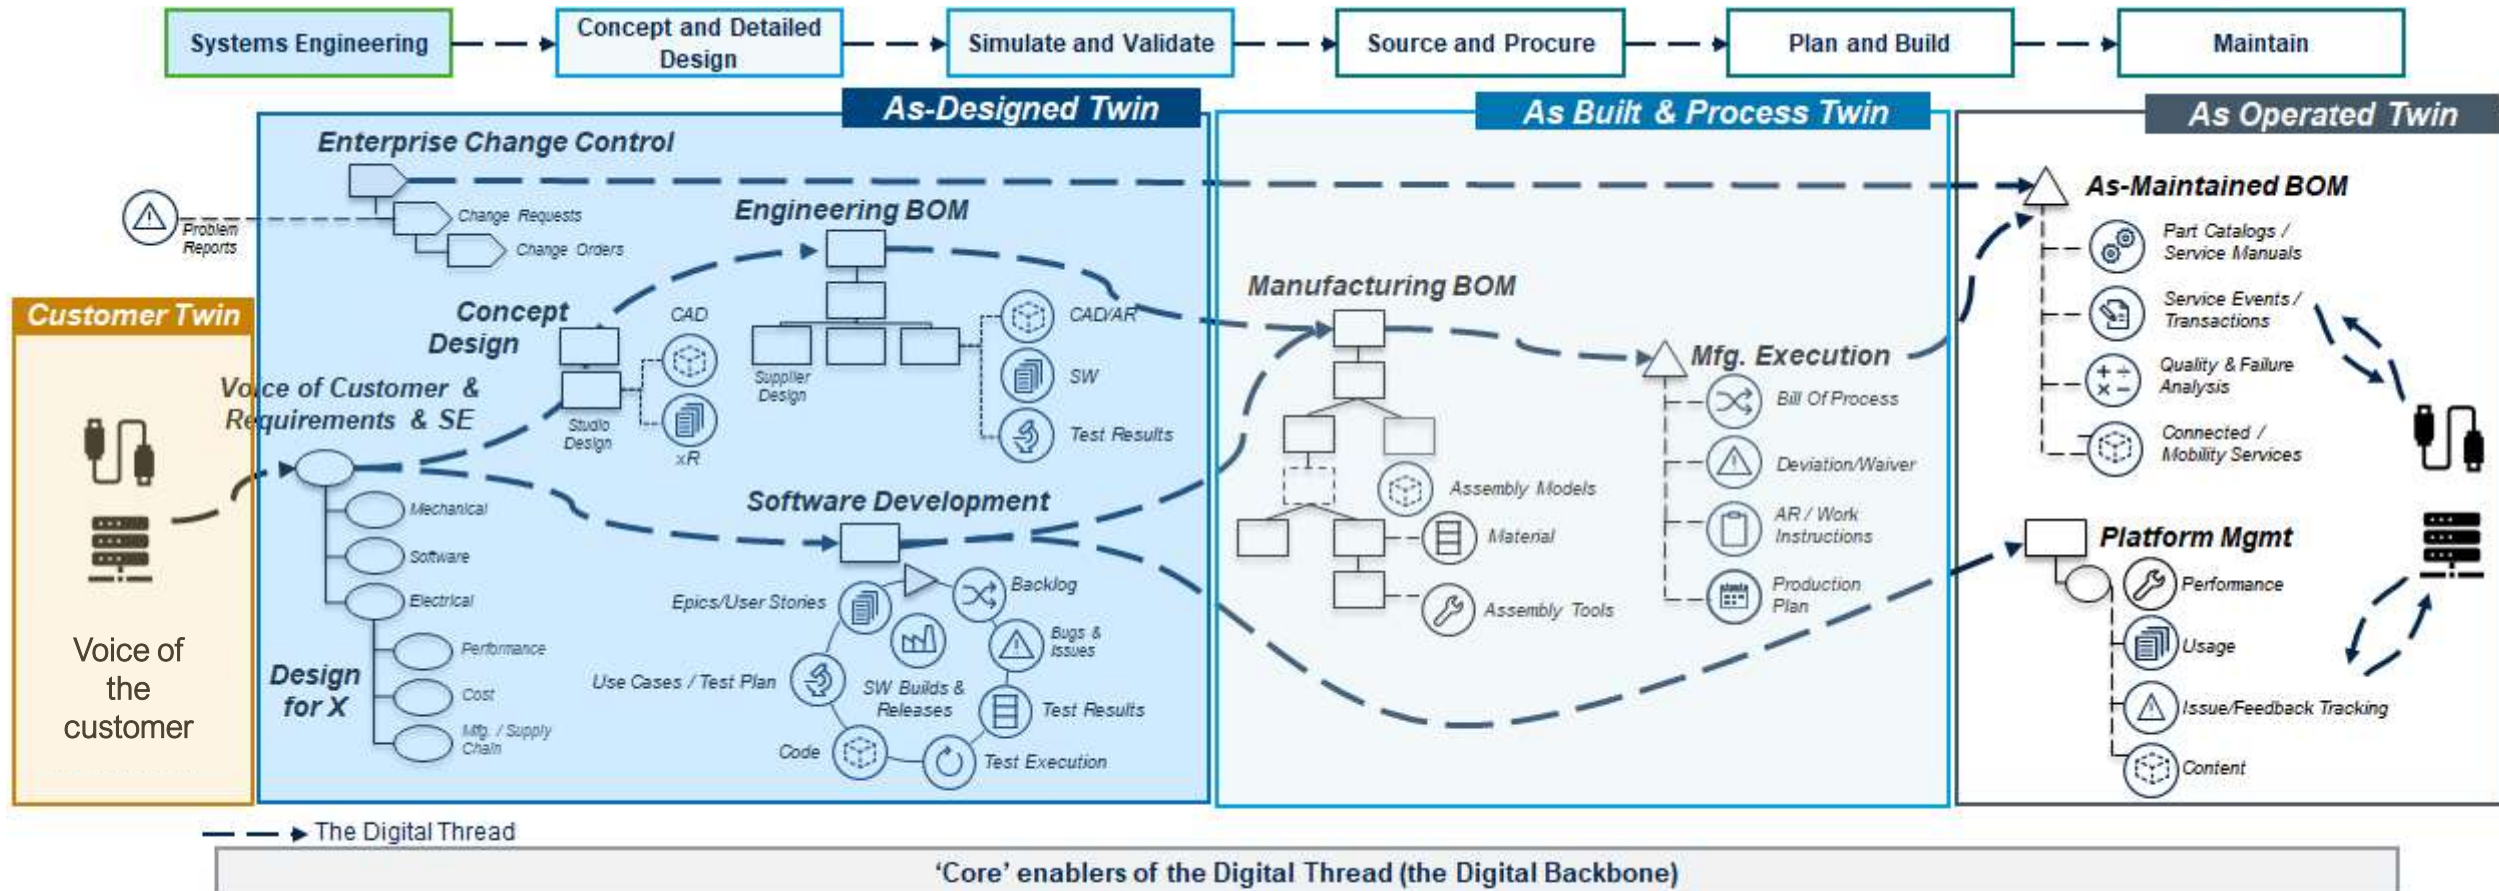 Systems Engineering
Concept and Detailed
Design
Simulate and Validate
Source and Procure
Plan and Build
Maintain
As-Designed Twin
As Built & Process Twin
As Operated Twin
Customer Twin
Voice of
the
customer
Enterprise Change Control
Problem
Reports
Change Requests
Change Orders
Voice of Customer &
Requirements & SE
Mechanical
Software
Electrical
Design
for X
Performance
Cost
Mfg. / Supply
Chain
Concept
Design
Studio
Design
CAD
xR
Engineering BOM
Supplier
Design
CAD/AR
SW
Test Results
Software Development
Epics/User Stories
Backlog
Bugs &
Issues
Use Cases / Test Plan
SW Builds &
Releases
Test Results
Code
Test Execution
Manufacturing BOM
Assembly Models
Material
Assembly Tools
Mfg. Execution
Bill Of Process
Deviation/Waiver
AR / Work
Instructions
Production
Plan
As-Maintained BOM
Part Catalogs /
Service Manuals
Service Events /
Transactions
Quality & Failure
Analysis
Connected /
Mobility Services
Platform Mgmt
Performance
Usage
Issue/Feedback Tracking
Content
The Digital Thread
‘Core’ enablers of the Digital Thread (the Digital Backbone)